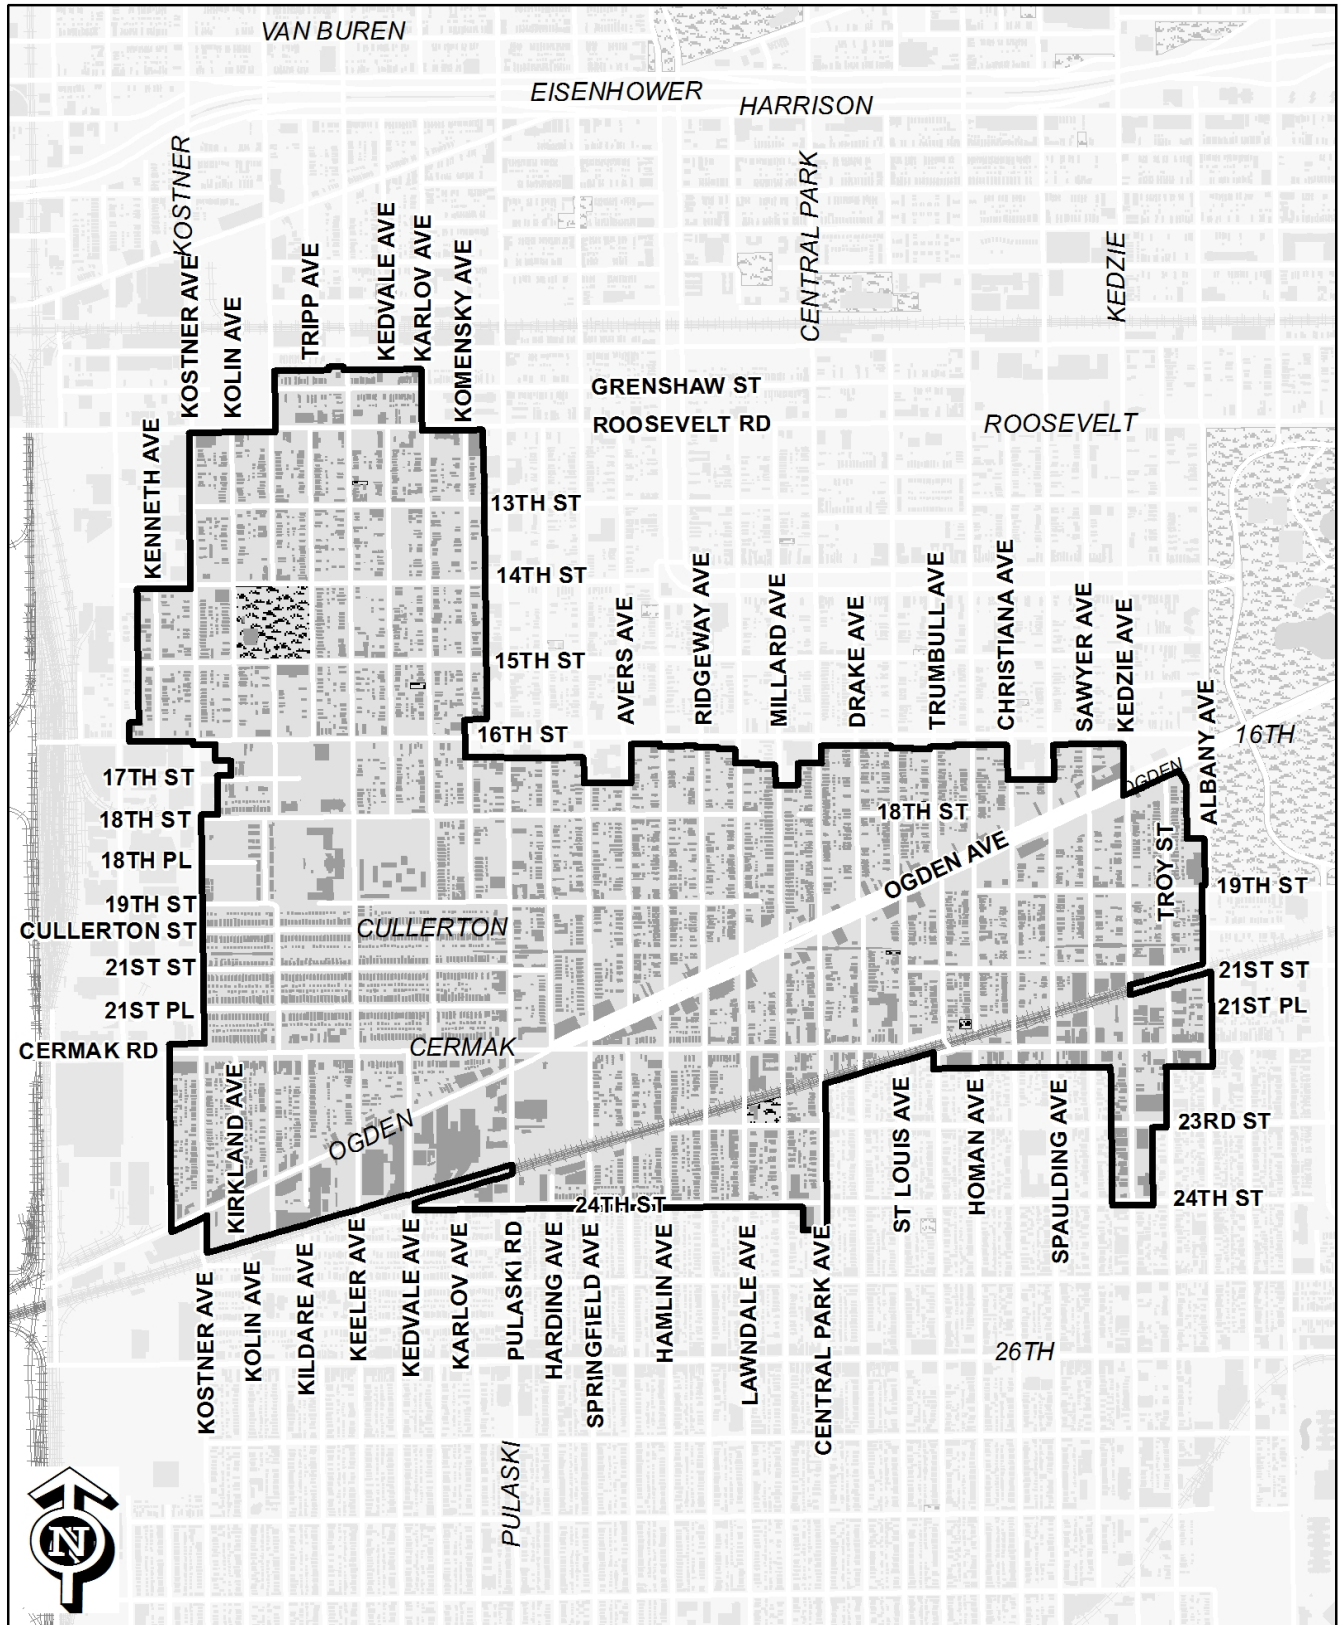 VAN BUREN
EISENHOWER
HARRISON
KOSTNER
CENTRAL PARK
KEDZIE
KOSTNER AVE
KOLIN AVE
TRIPP AVE
KEDVALE AVE
KARLOV AVE
KOMENSKY AVE
GRENSHAW ST
ROOSEVELT RD
ROOSEVELT
KENNETH AVE
13TH ST
14TH ST
15TH ST
16TH ST
AVERS AVE
RIDGEWAY AVE
MILLARD AVE
DRAKE AVE
TRUMBULL AVE
CHRISTIANA AVE
SAWYER AVE
KEDZIE AVE
ALBANY AVE
16TH
OGDEN
17TH ST
18TH ST
18TH PL
19TH ST
CULLERTON ST
21ST ST
21ST PL
CERMAK RD
18TH ST
OGDEN AVE
TROY ST
19TH ST
CULLERTON
21ST ST
21ST PL
CERMAK
KIRKLAND AVE
OGDEN
ST LOUIS AVE
HOMAN AVE
SPAULDING AVE
23RD ST
24TH ST
24TH ST
KOSTNER AVE
KOLIN AVE
KILDARE AVE
KEELER AVE
KEDVALE AVE
KARLOV AVE
PULASKI RD
HARDING AVE
SPRINGFIELD AVE
HAMLIN AVE
LAWNDALE AVE
CENTRAL PARK AVE
26TH
PULASKI
N